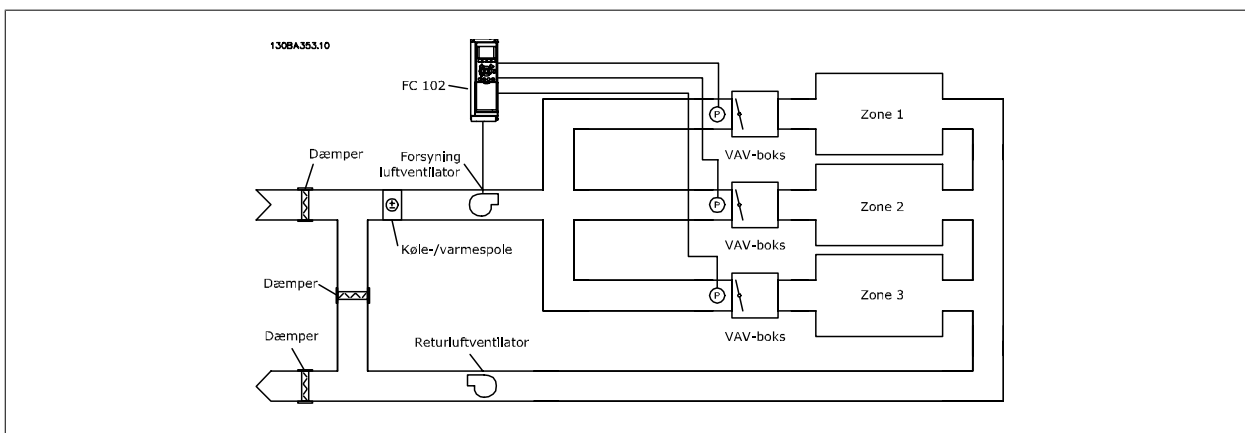 130BA353.10
FC 102
Dæmper
Forsyning
luftventilator
P
VAV-boks
Zone 1
Køle-/varmespole
P
VAV-boks
Zone 2
Dæmper
P
VAV-boks
Zone 3
Dæmper
Returluftventilator